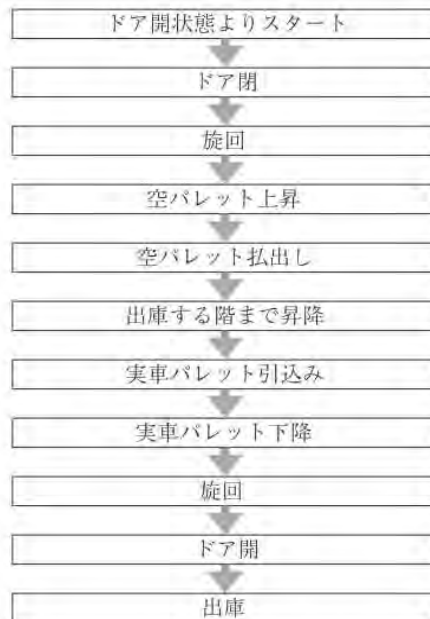 ドア開状態よりスタート
ドア閉
旋回
空パレット上昇
空パレット払出し
出庫する階まで昇降
実車パレット引込み
実車パレット下降
旋回
ドア開
出庫